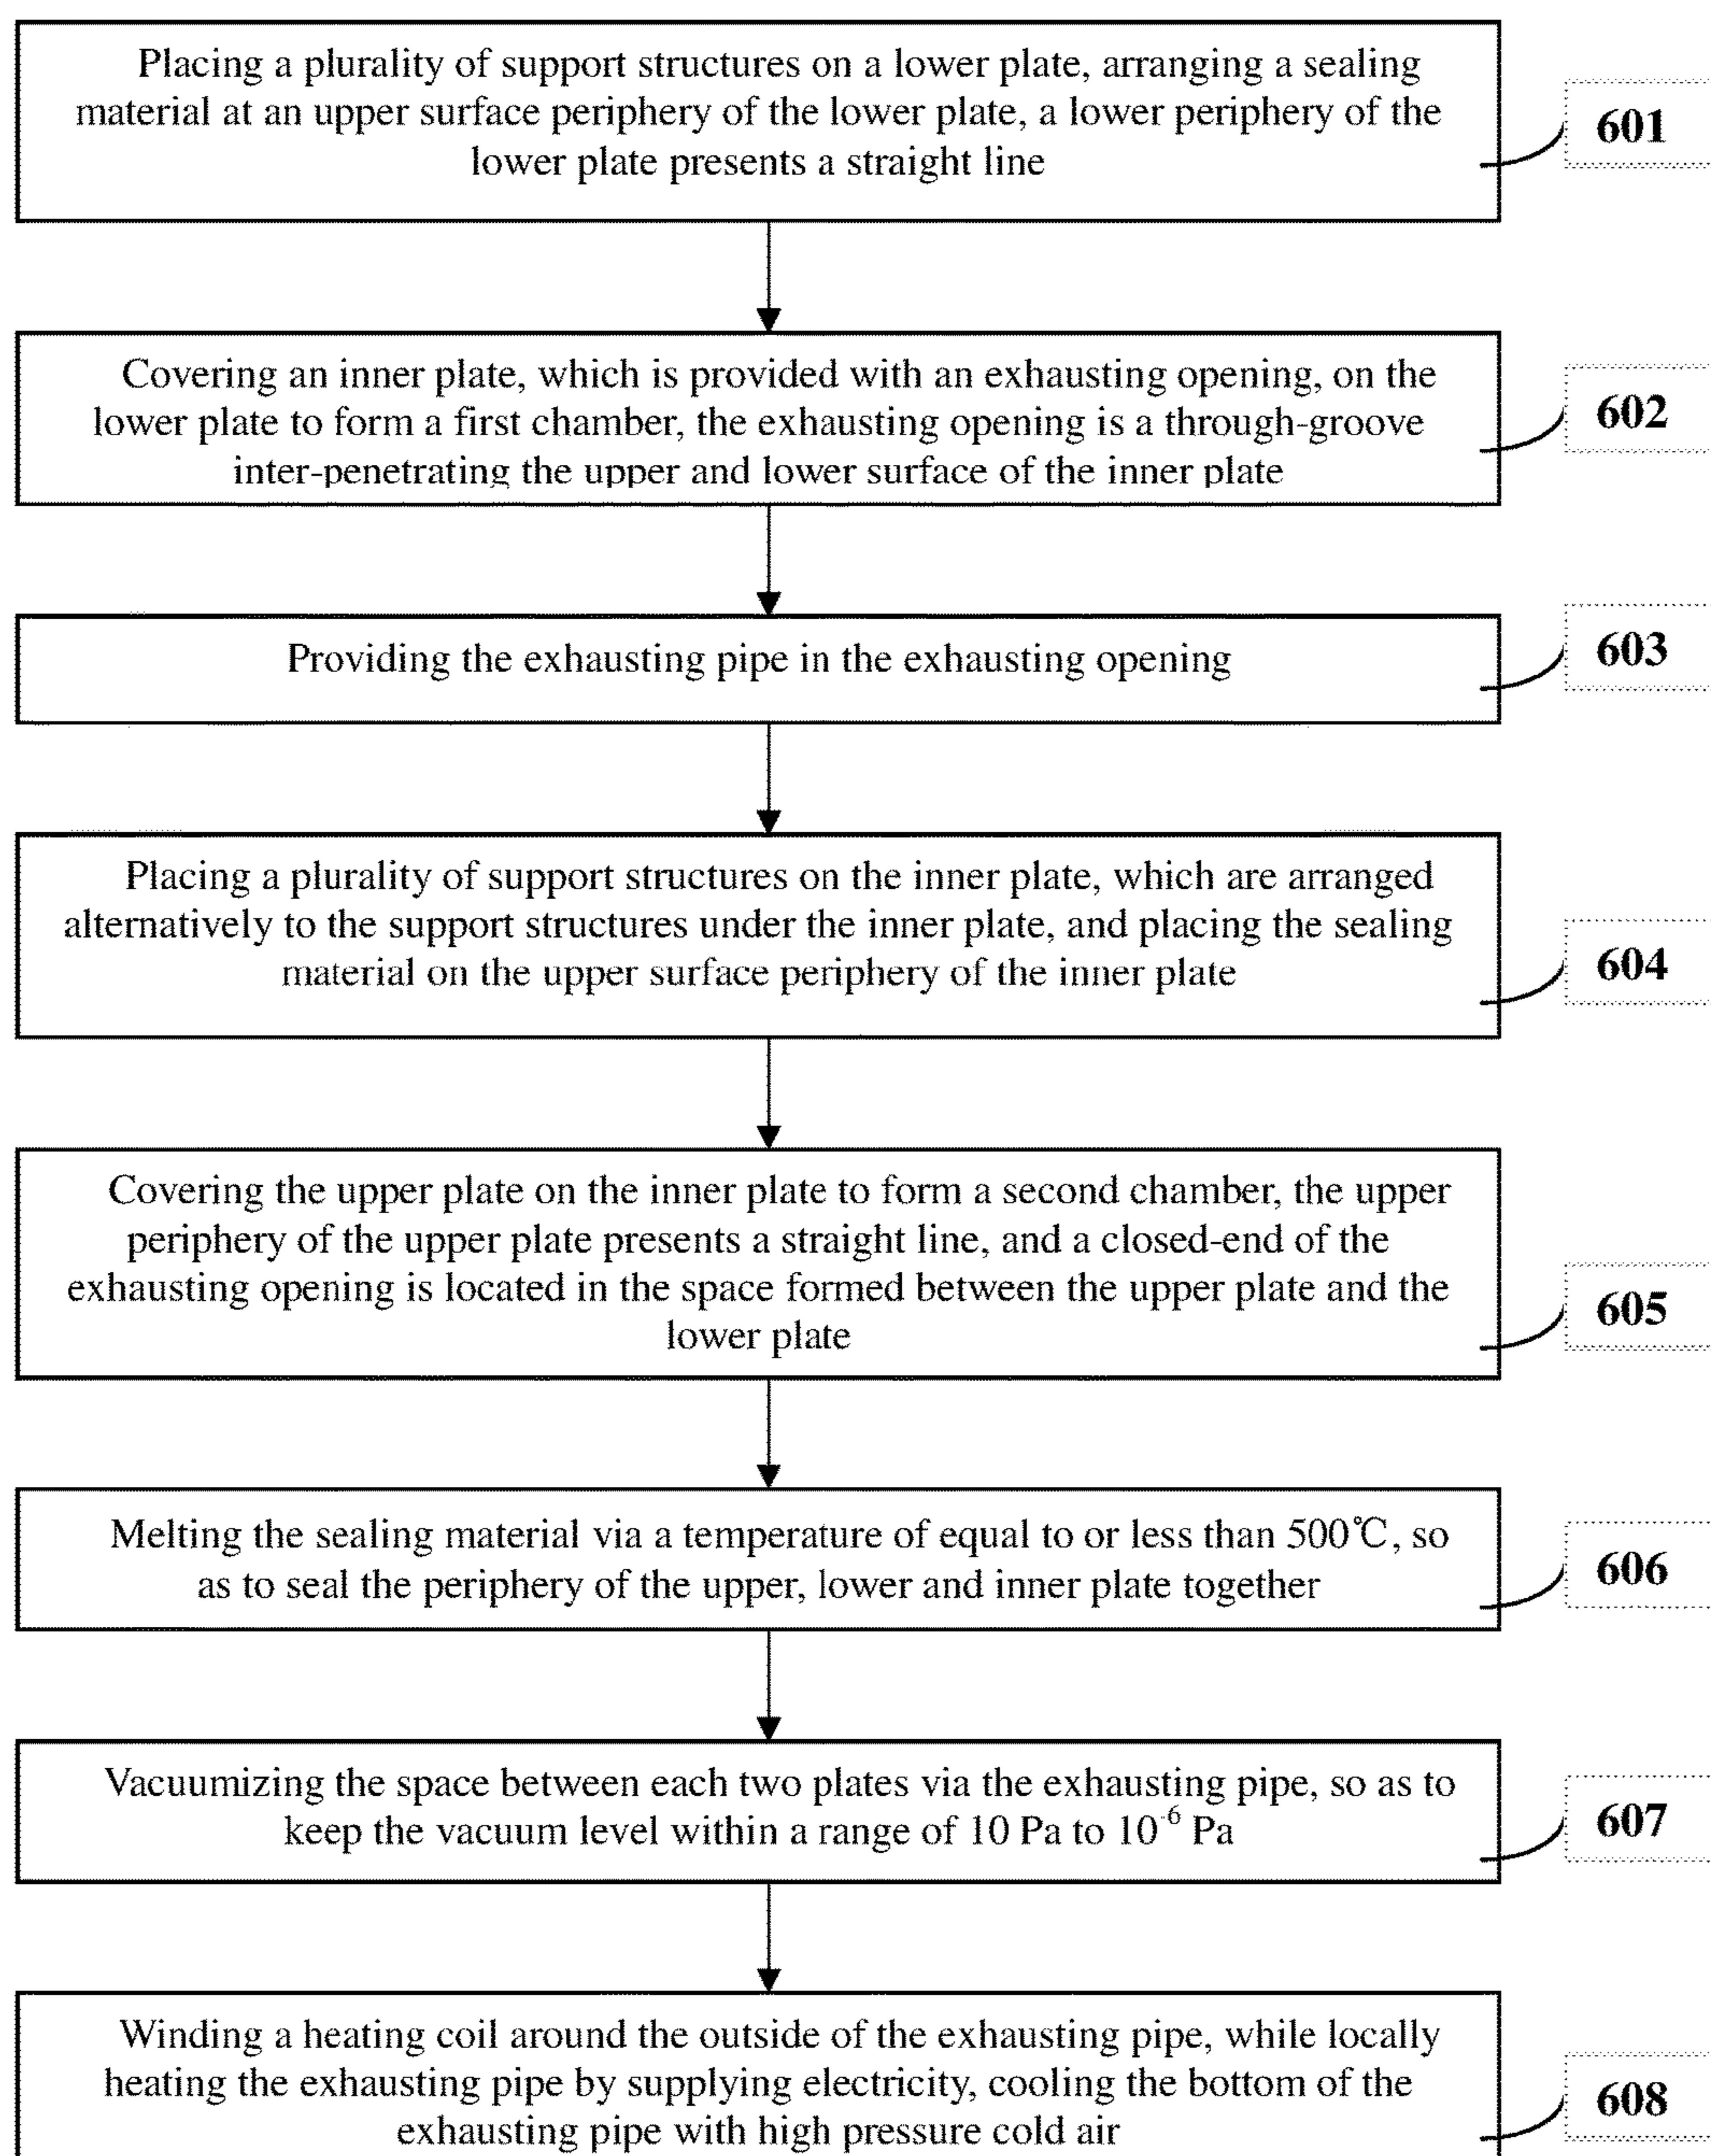 Placing a plurality of support structures on a lower plate, arranging a sealing
material at an upper surface periphery of the lower plate, a lower periphery of the
lower plate presents a straight line
601
Covering an inner plate, which is provided with an exhausting opening, on the
lower plate to form a first chamber, the exhausting opening is a through-groove
inter-penetrating the upper and lower surface of the inner plate
602
Providing the exhausting pipe in the exhausting opening
603
Placing a plurality of support structures on the inner plate, which are arranged
alternatively to the support structures under the inner plate, and placing the sealing
material on the upper surface periphery of the inner plate
604
Covering the upper plate on the inner plate to form a second chamber, the upper
periphery of the upper plate presents a straight line, and a closed-end of the
exhausting opening is located in the space formed between the upper plate and the
lower plate
605
Melting the sealing material via a temperature of equal to or less than 500℃, so
as to seal the periphery of the upper, lower and inner plate together
606
Vacuumizing the space between each two plates via the exhausting pipe, so as to
keep the vacuum level within a range of 10 Pa to 10⁻⁶ Pa
607
Winding a heating coil around the outside of the exhausting pipe, while locally
heating the exhausting pipe by supplying electricity, cooling the bottom of the
exhausting pipe with high pressure cold air
608